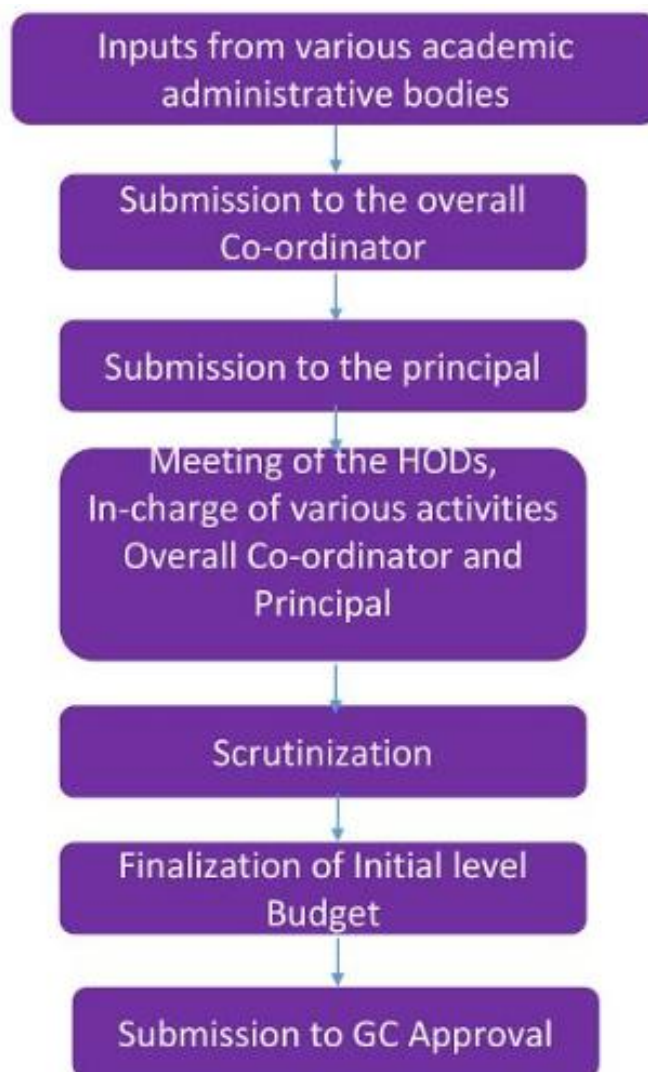 Inputs from various academic
administrative bodies
Submission to the overall
Co-ordinator
Submission to the principal
Meeting of the HODs,
In-charge of various activities
Overall Co-ordinator and
Principal
Scrutinization
Finalization of Initial level
Budget
Submission to GC Approval